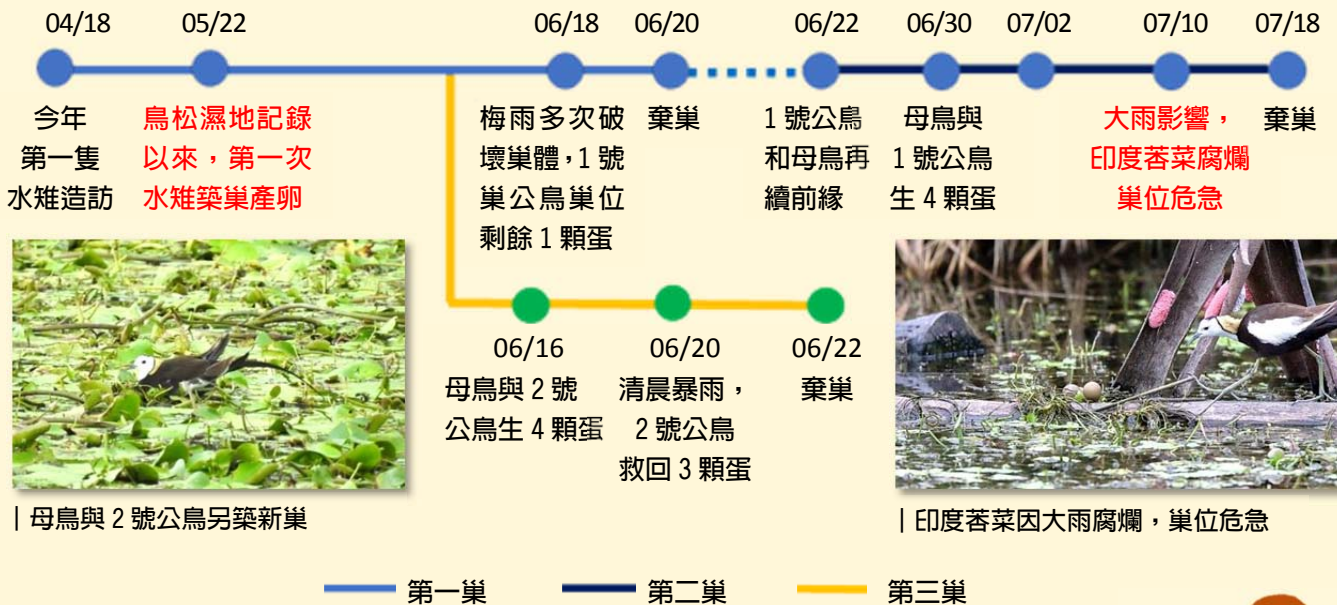 04/18 05/22 06/18 06/20 06/22 06/30 07/02 07/10 07/18
今年
第一隻
水雉造訪
鳥松濕地記錄
以來，第一次
水雉築巢產卵
梅雨多次破
壞巢體，1 號
巢公鳥巢位
剩餘 1 顆蛋
棄巢
1 號公鳥
和母鳥再
續前緣
母鳥與
1 號公鳥
生 4 顆蛋
大雨影響，
印度莕菜腐爛
巢位危急
棄巢
06/16
母鳥與 2 號
公鳥生 4 顆蛋
06/20
清晨暴雨，
2 號公鳥
救回 3 顆蛋
06/22
棄巢
| 母鳥與 2 號公鳥另築新巢
| 印度莕菜因大雨腐爛，巢位危急
第一巢 第二巢 第三巢